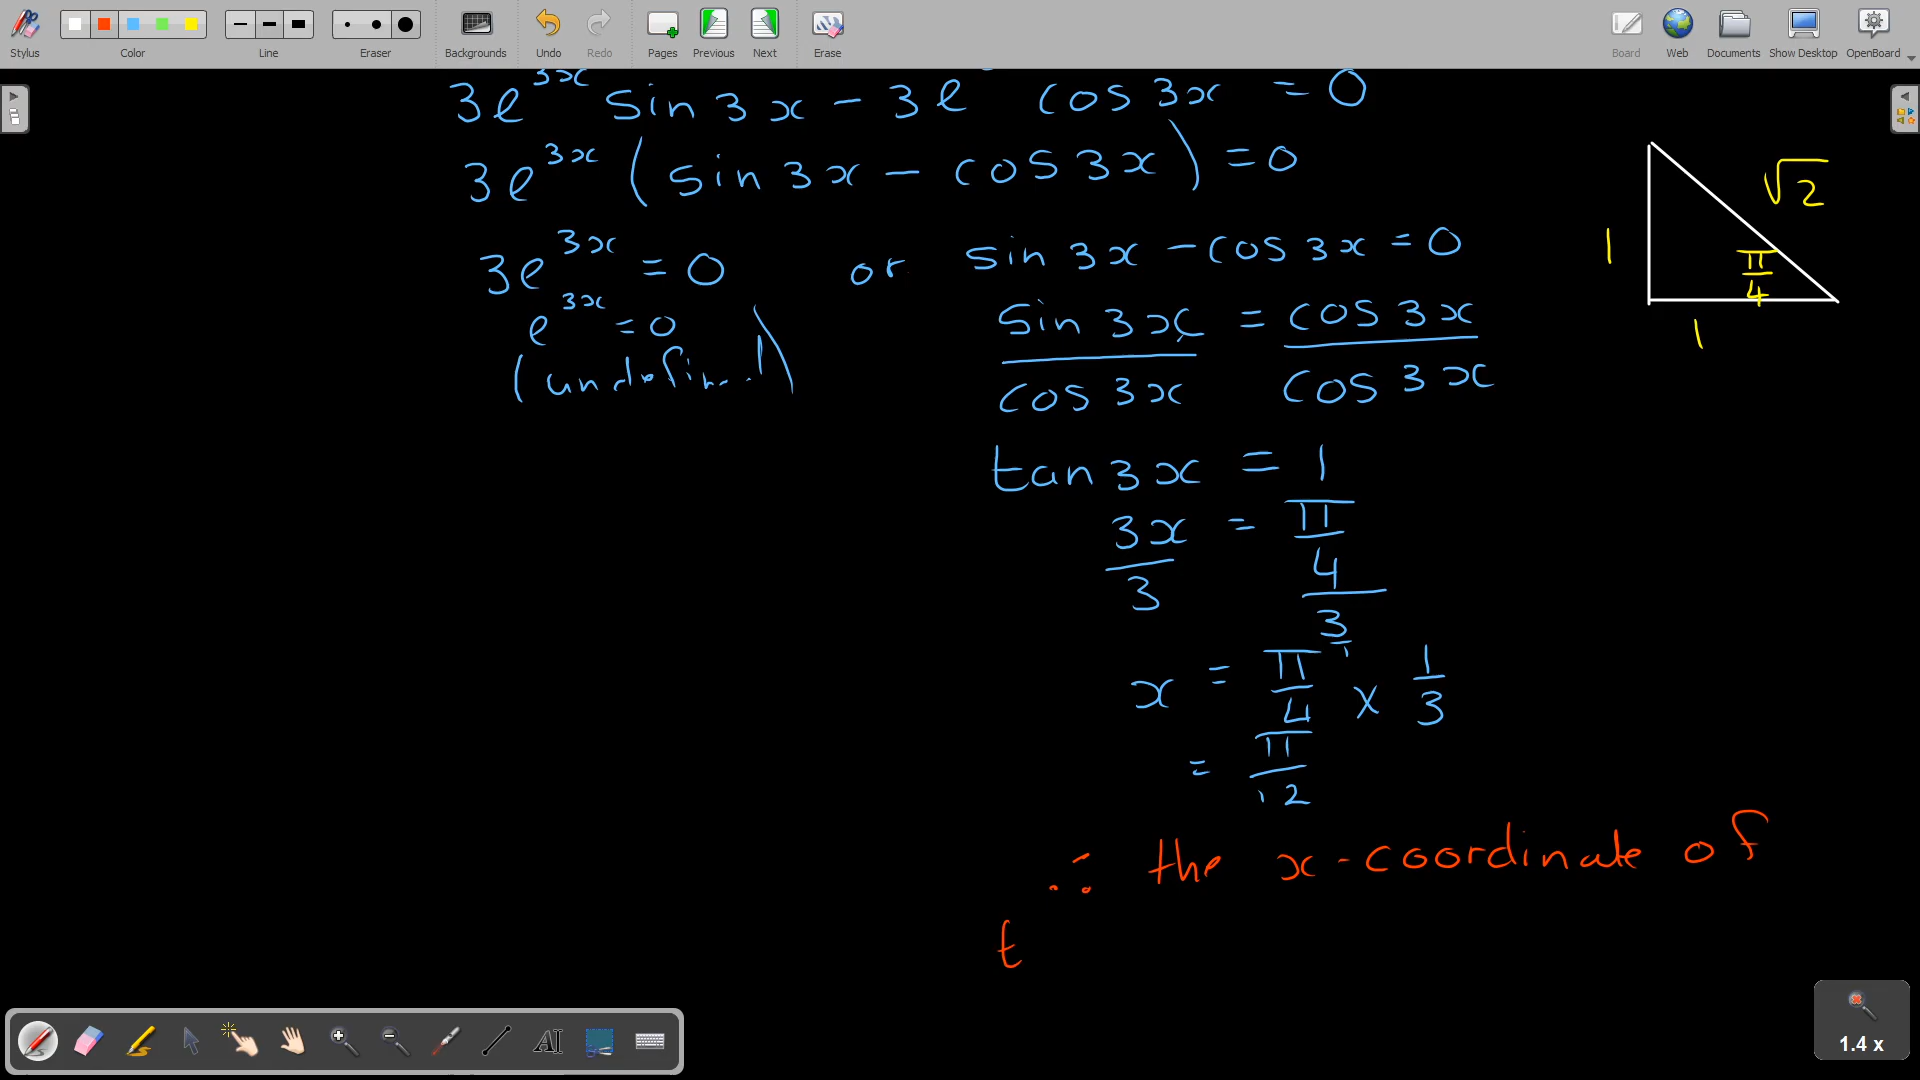 Stylus Color Line Eraser Backgrounds Undo Redo Pages Previous Next Erase Board Web Documents Show Desktop OpenBoard
3e^3x sin 3x - 3e cos 3x = 0
3e^3x (sin 3x - cos 3x) = 0
3e^3x = 0 or sin 3x - cos 3x = 0
e^3x = 0
sin 3x / cos 3x = cos 3x / cos 3x
tan 3x = 1
3x / 3 = π/4 / 3/1
x = π/4 × 1/3
= π/12
∴ the x-coordinate of
t
√2
1
π/4
1
1.4 x